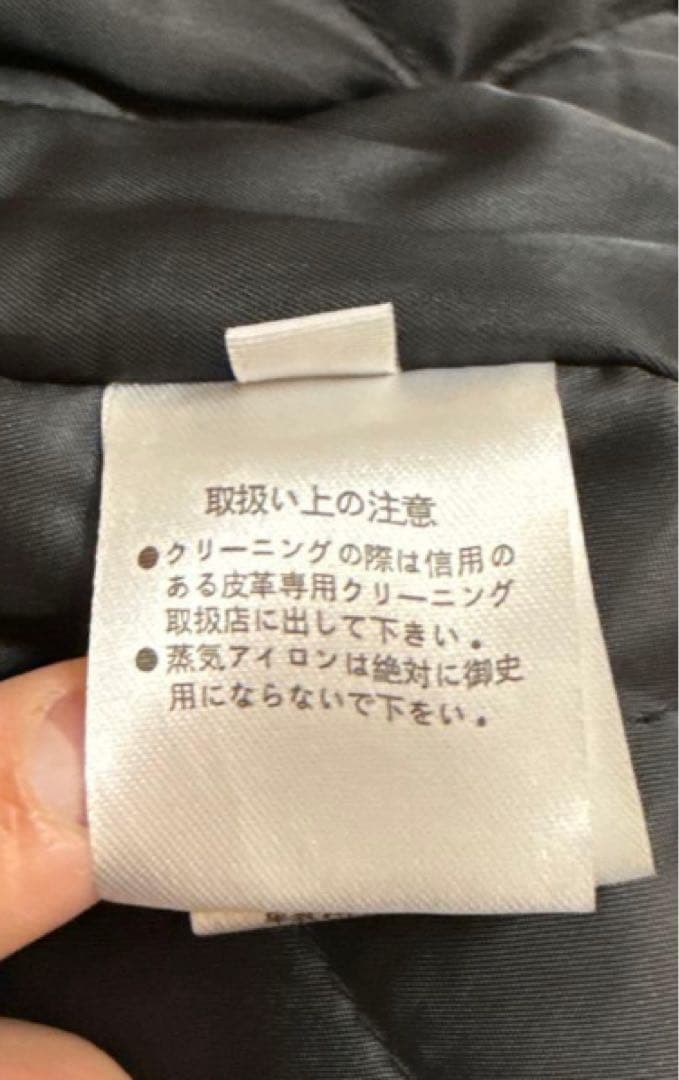 取扱い上の注意
●クリーニングの際は信用の
ある皮革専用クリーニング
取扱店に出して下きい．
●蒸気アイロンは絶対に御史
用にならないで下をい．